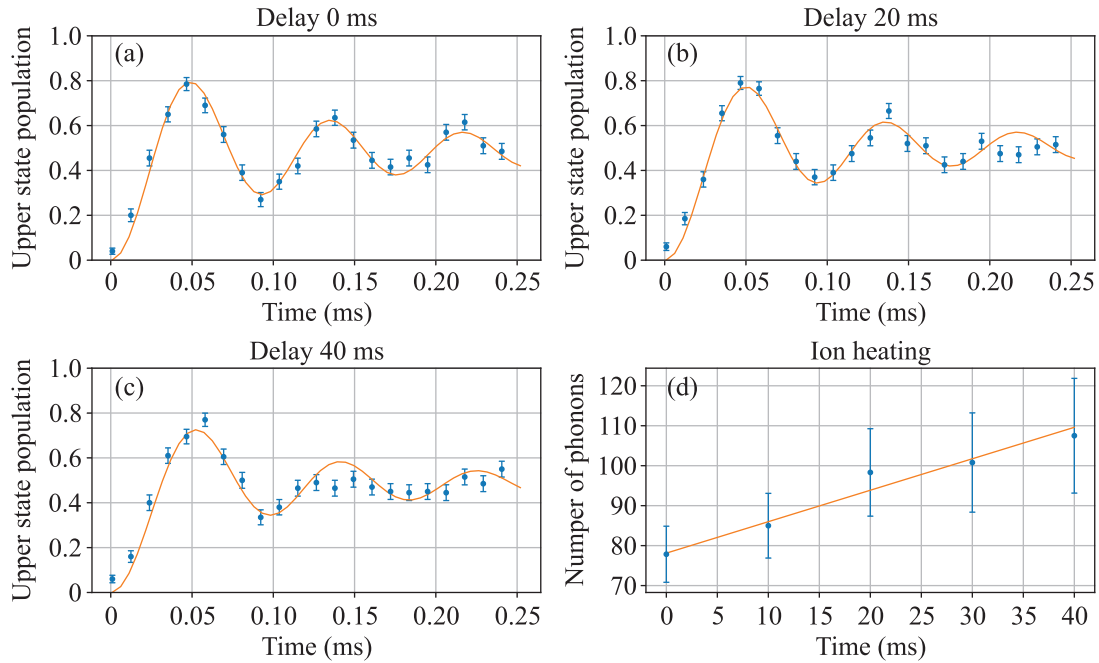 Delay 0 ms
Upper state population
1.0
0.8
0.6
0.4
0.2
0
(a)
0 0.05 0.10 0.15 0.20 0.25
Time (ms)
Delay 20 ms
Upper state population
1.0
0.8
0.6
0.4
0.2
0
(b)
0 0.05 0.10 0.15 0.20 0.25
Time (ms)
Delay 40 ms
Upper state population
1.0
0.8
0.6
0.4
0.2
0
(c)
0 0.05 0.10 0.15 0.20 0.25
Time (ms)
Ion heating
Numper of phonons
120
110
100
90
80
70
(d)
0 5 10 15 20 25 30 35 40
Time (ms)